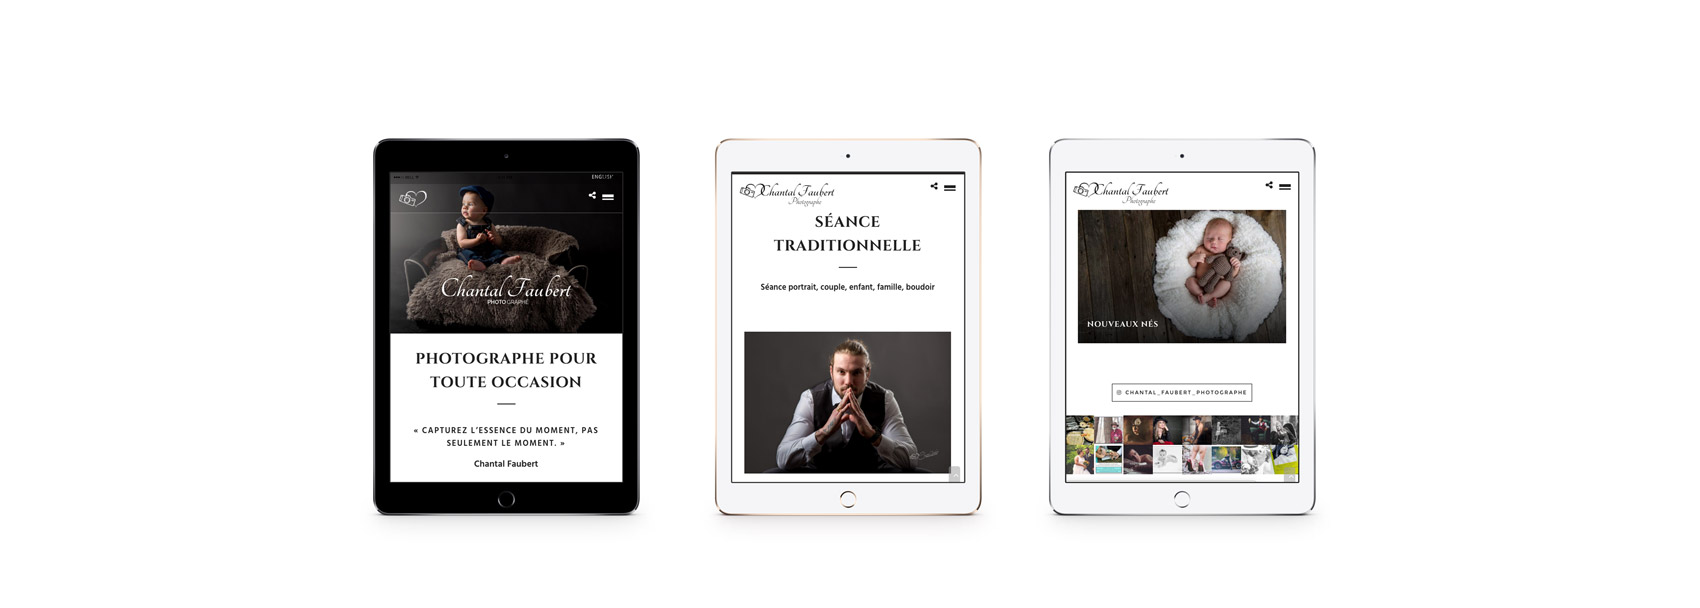 ENGLISH
Chantal Faubert
PHOTOGRAPHE
PHOTOGRAPHE POUR
TOUTE OCCASION
« CAPTUREZ L'ESSENCE DU MOMENT, PAS
SEULEMENT LE MOMENT. »
Chantal Faubert
Chantal Faubert
Photographe
SÉANCE
TRADITIONNELLE
Séance portrait, couple, enfant, famille, boudoir
Chantal Faubert
Photographe
NOUVEAUX NÉS
CHANTAL_FAUBERT_PHOTOGRAPHE